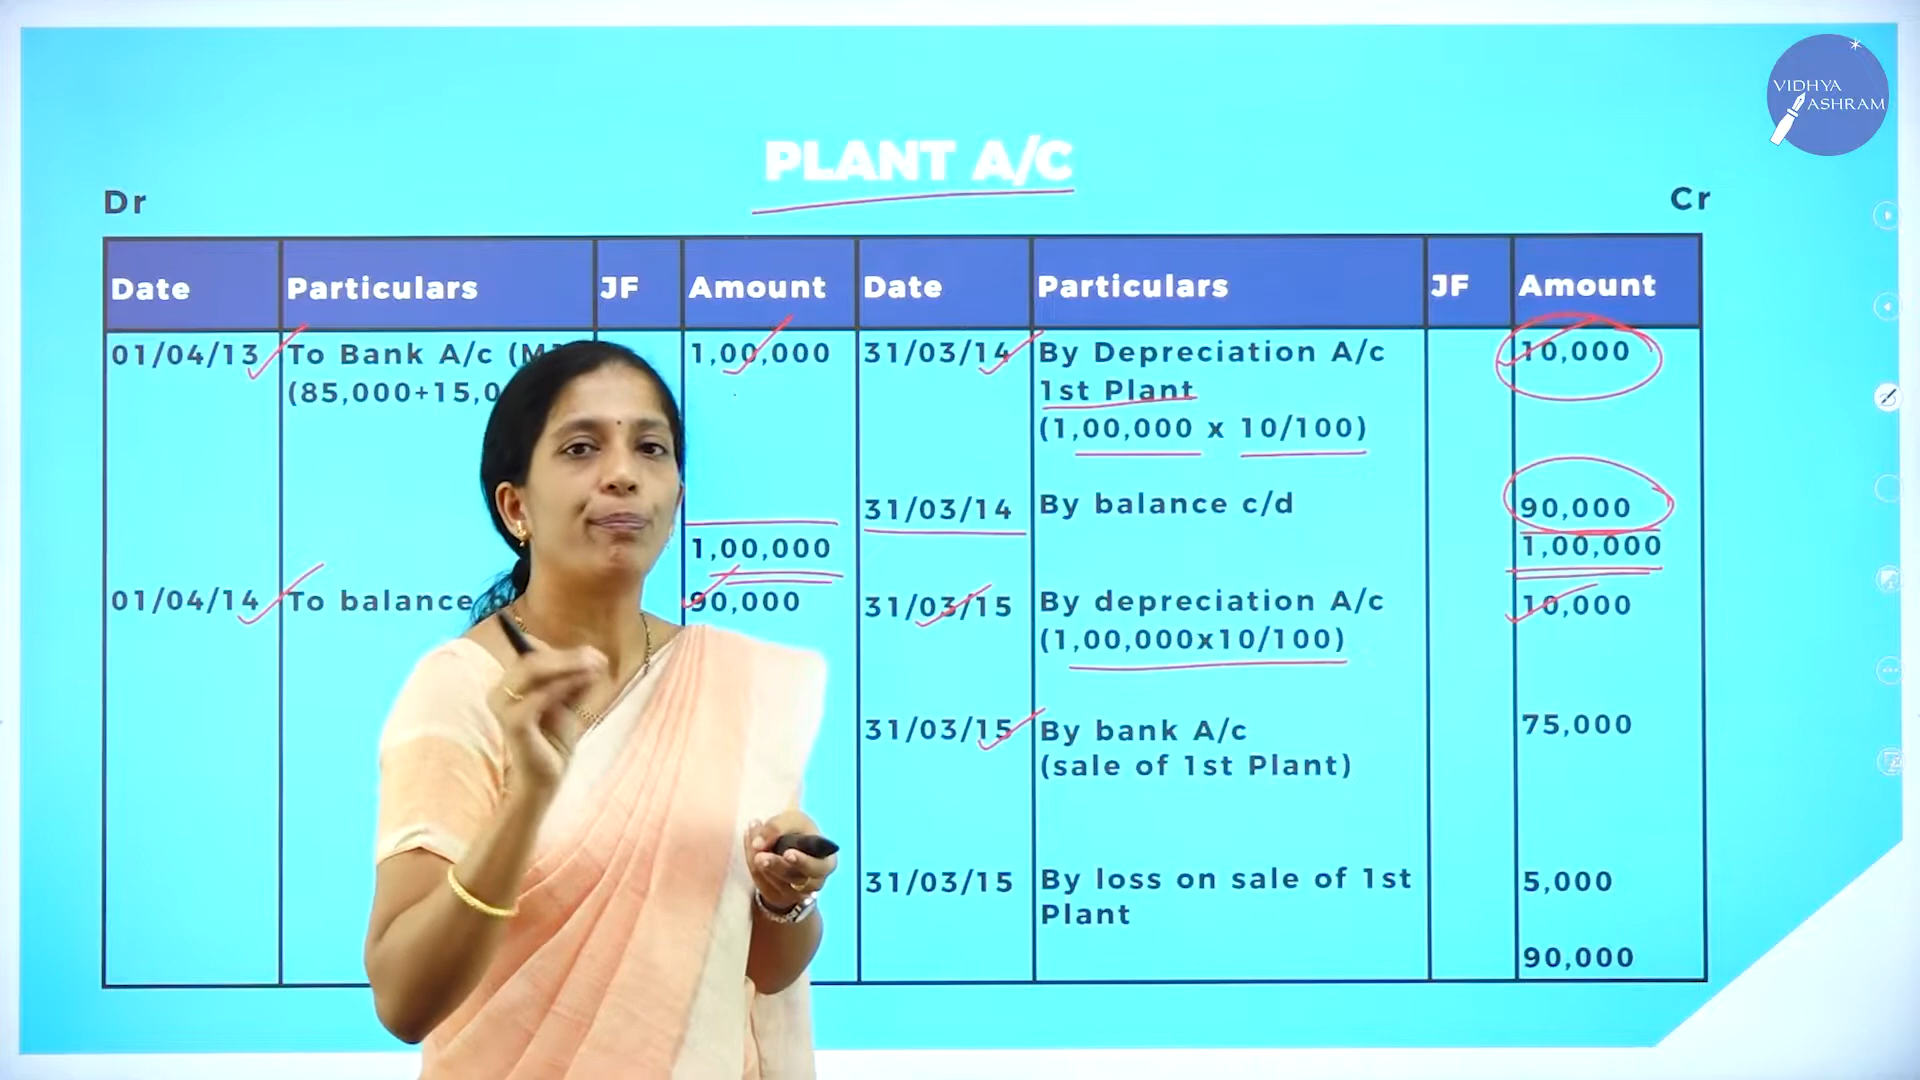 VIDHYA
ASHRAM
PLANT A/C
Dr
Cr
Date Particulars JF Amount Date Particulars JF Amount
01/04/13 To Bank A/c 1,00,000 31/03/14 By Depreciation A/c 10,000
(85,000+15,0 1st Plant
(1,00,000 x 10/100)
31/03/14 By balance c/d 90,000
1,00,000 1,00,000
01/04/14 To balance 90,000 31/03/15 By depreciation A/c 10,000
(1,00,000x10/100)
31/03/15 By bank A/c 75,000
(sale of 1st Plant)
31/03/15 By loss on sale of 1st 5,000
Plant
90,000